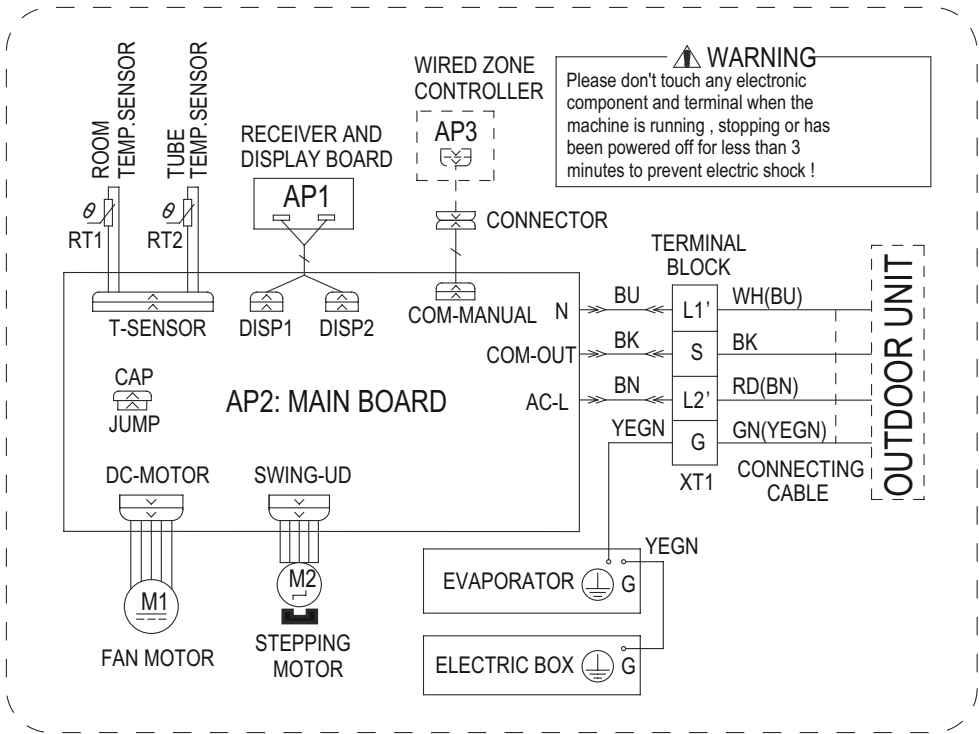 ROOM
TEMP.SENSOR
TUBE
TEMP.SENSOR
θ
RT1
θ
RT2
RECEIVER AND
DISPLAY BOARD
AP1
WIRED ZONE
CONTROLLER
AP3
CONNECTOR
WARNING
Please don't touch any electronic
component and terminal when the
machine is running , stopping or has
been powered off for less than 3
minutes to prevent electric shock !
T-SENSOR
DISP1
DISP2
COM-MANUAL
N
COM-OUT
AC-L
CAP
JUMP
AP2: MAIN BOARD
DC-MOTOR
SWING-UD
M1
FAN MOTOR
M2
STEPPING
MOTOR
TERMINAL
BLOCK
BU
L1'
WH(BU)
BK
S
BK
BN
L2'
RD(BN)
YEGN
G
GN(YEGN)
XT1
CONNECTING
CABLE
OUTDOOR UNIT
YEGN
EVAPORATOR
G
ELECTRIC BOX
G